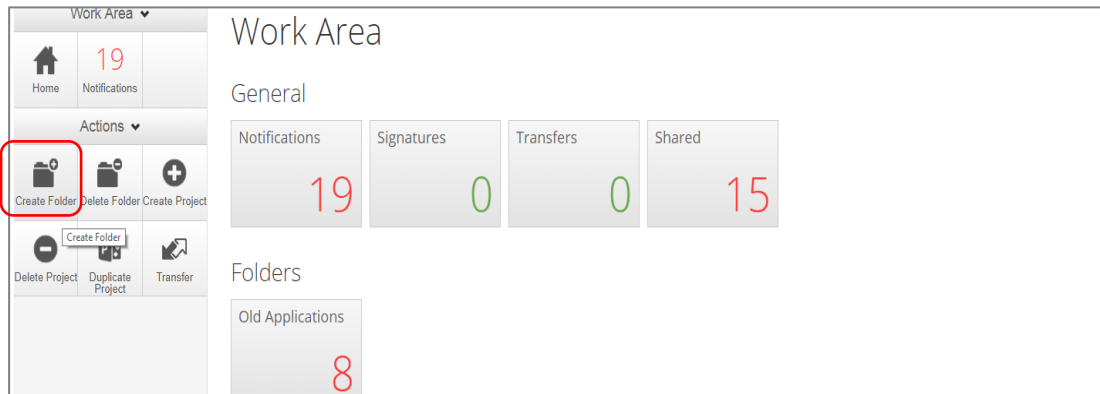 Work Area
19
Home Notifications
Actions
Create Folder Delete Folder Create Project
Create Folder
Delete Project Duplicate Project Transfer
Work Area
General
Notifications Signatures Transfers Shared
19 0 0 15
Folders
Old Applications
8